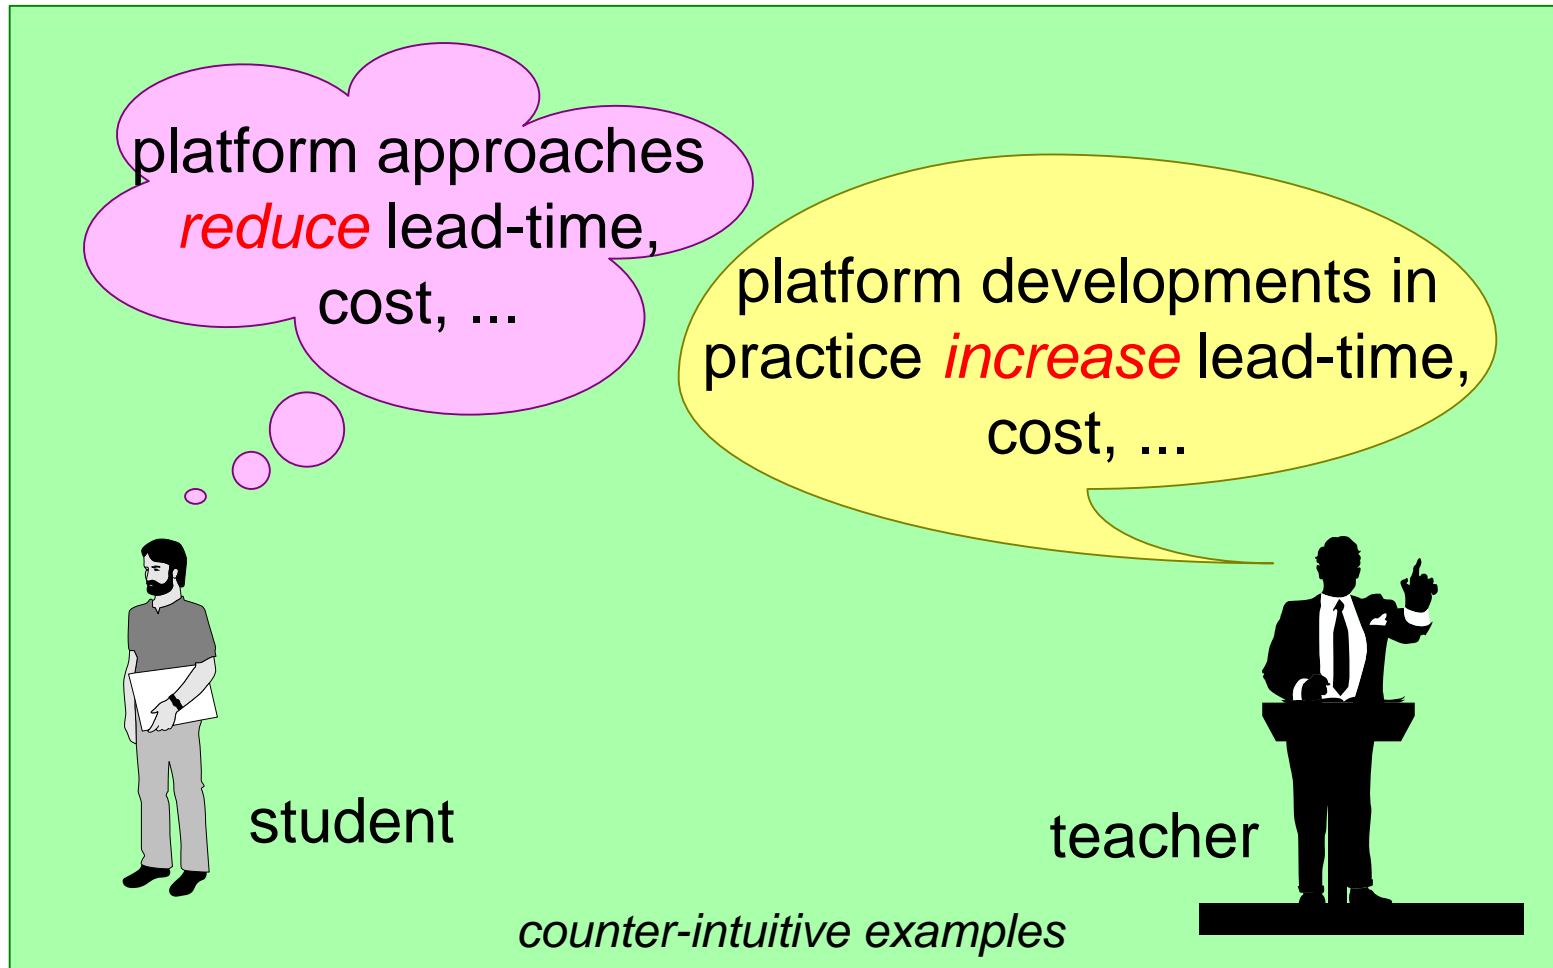 platform approaches
reduce lead-time,
cost, ...
platform developments in
practice increase lead-time,
cost, ...
student
teacher
counter-intuitive examples